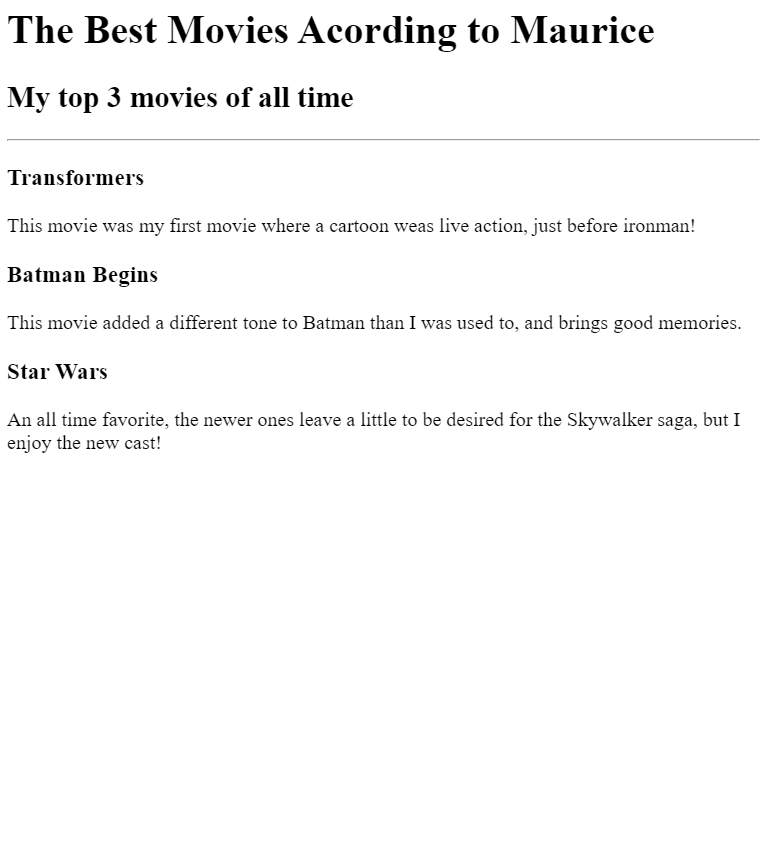 The Best Movies Acording to Maurice
My top 3 movies of all time
Transformers
This movie was my first movie where a cartoon weas live action, just before ironman!
Batman Begins
This movie added a different tone to Batman than I was used to, and brings good memories.
Star Wars
An all time favorite, the newer ones leave a little to be desired for the Skywalker saga, but I
enjoy the new cast!